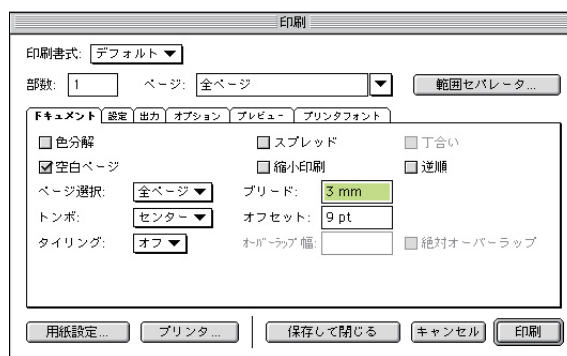 印刷
印刷書式: デフォルト
部数: 1 ページ: 全ページ 範囲セパレータ...
ドキュメント 設定 出力 オプション プレビュー プリンタフォント
色分解 スプレッド 丁合い
空白ページ 縮小印刷 逆順
ページ選択: 全ページ ブリード: 3 mm
トンボ: センター オフセット: 9 pt
タイリング: オフ オーバーラップ幅: 絶対オーバーラップ
用紙設定... プリンタ... 保存して閉じる キャンセル 印刷